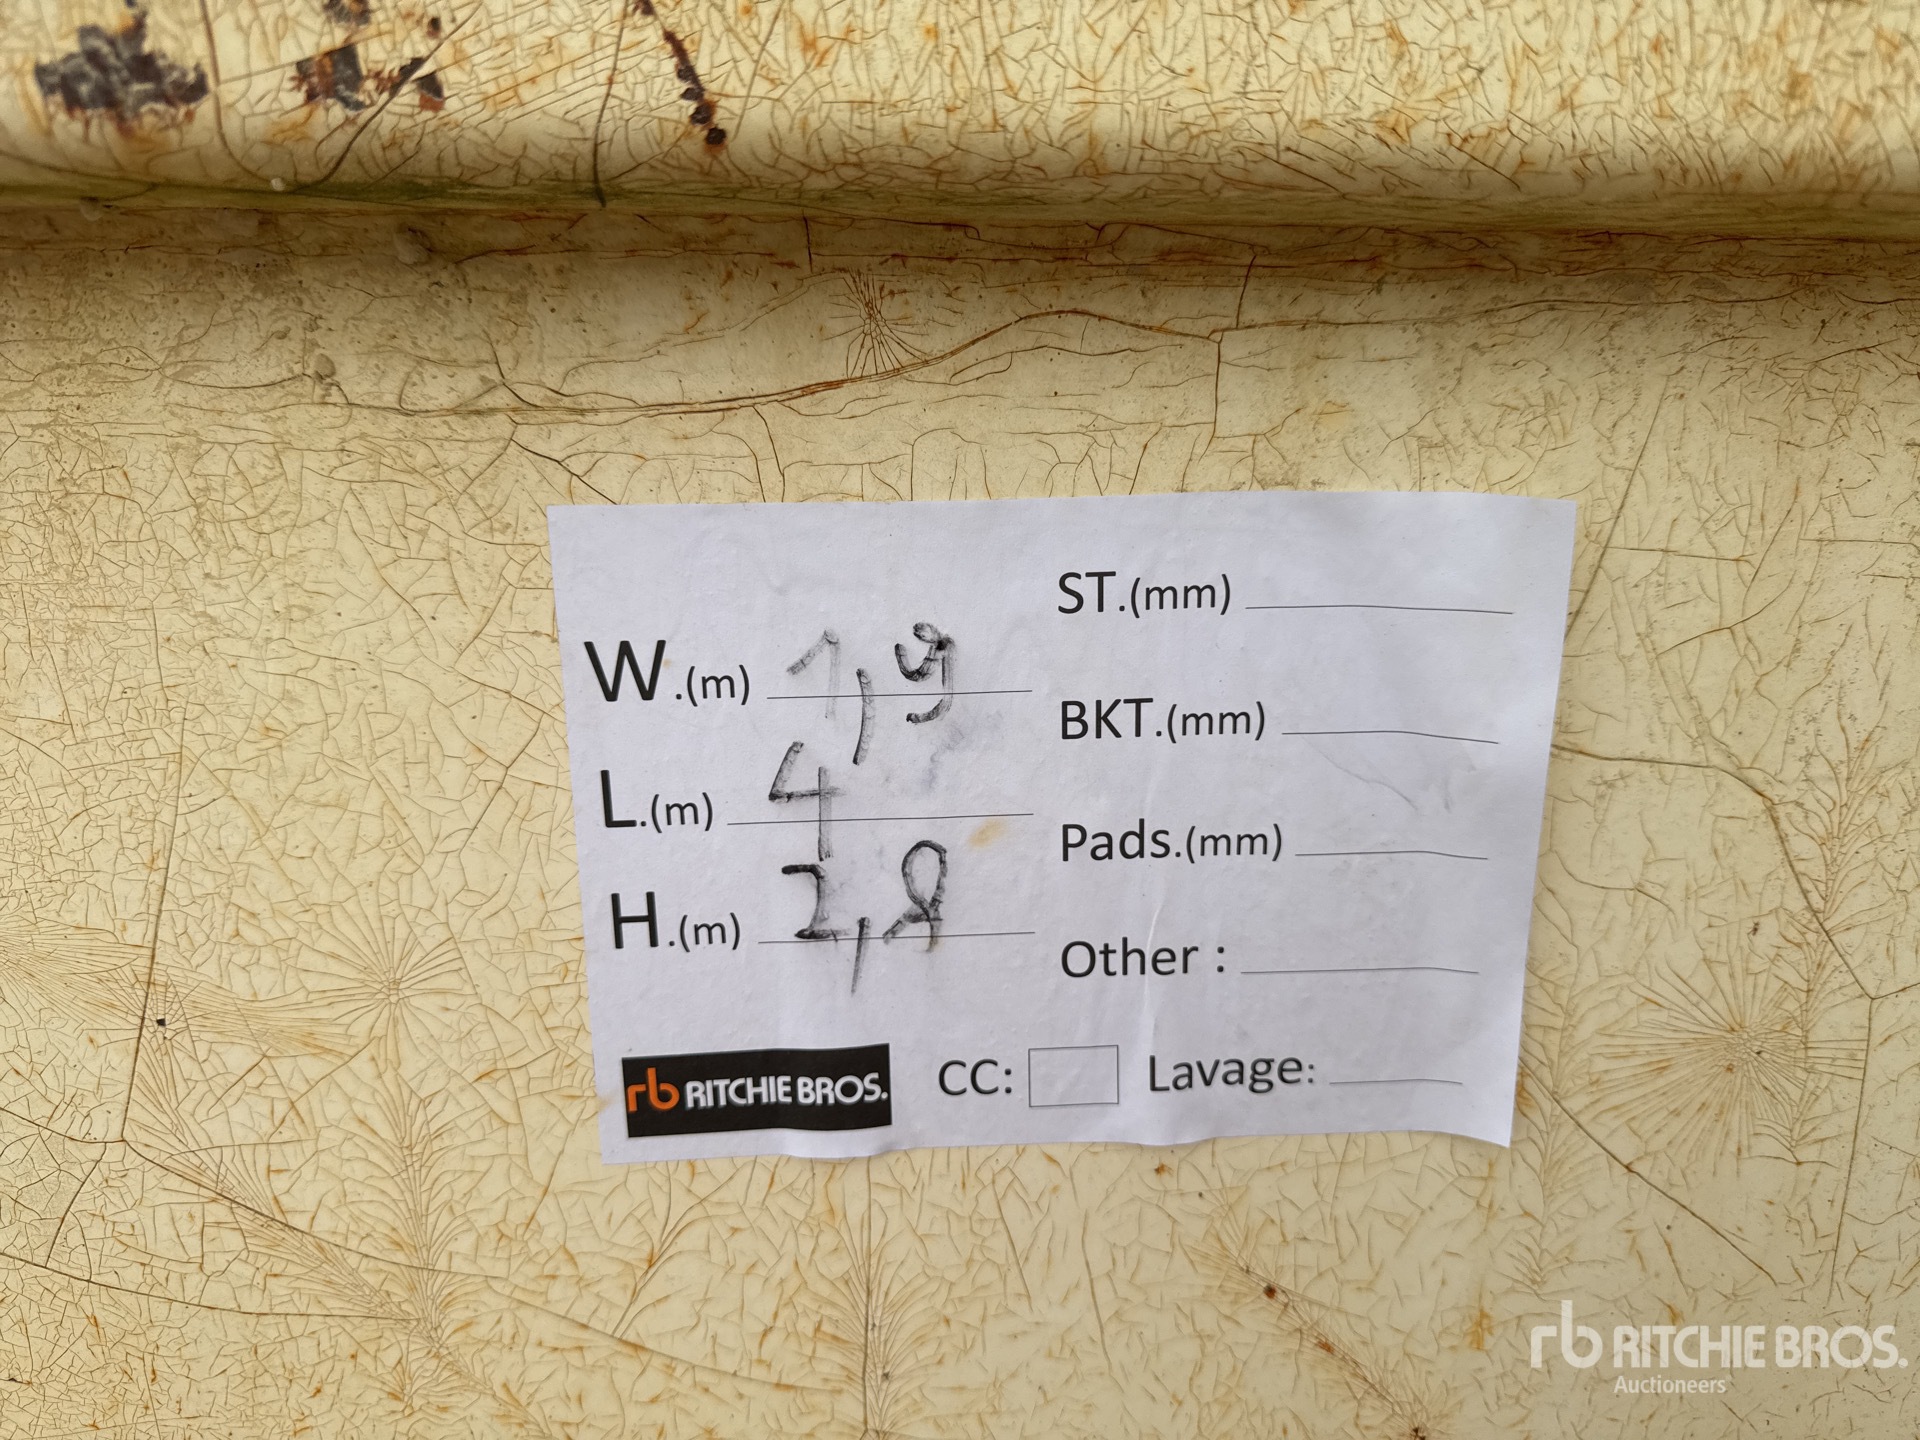 W.(m) 1,9
L.(m) 4
H.(m) 2,8
ST.(mm)
BKT.(mm)
Pads.(mm)
Other :
rb RITCHIE BROS.
CC:
Lavage:
rb RITCHIE BROS.
Auctioneers